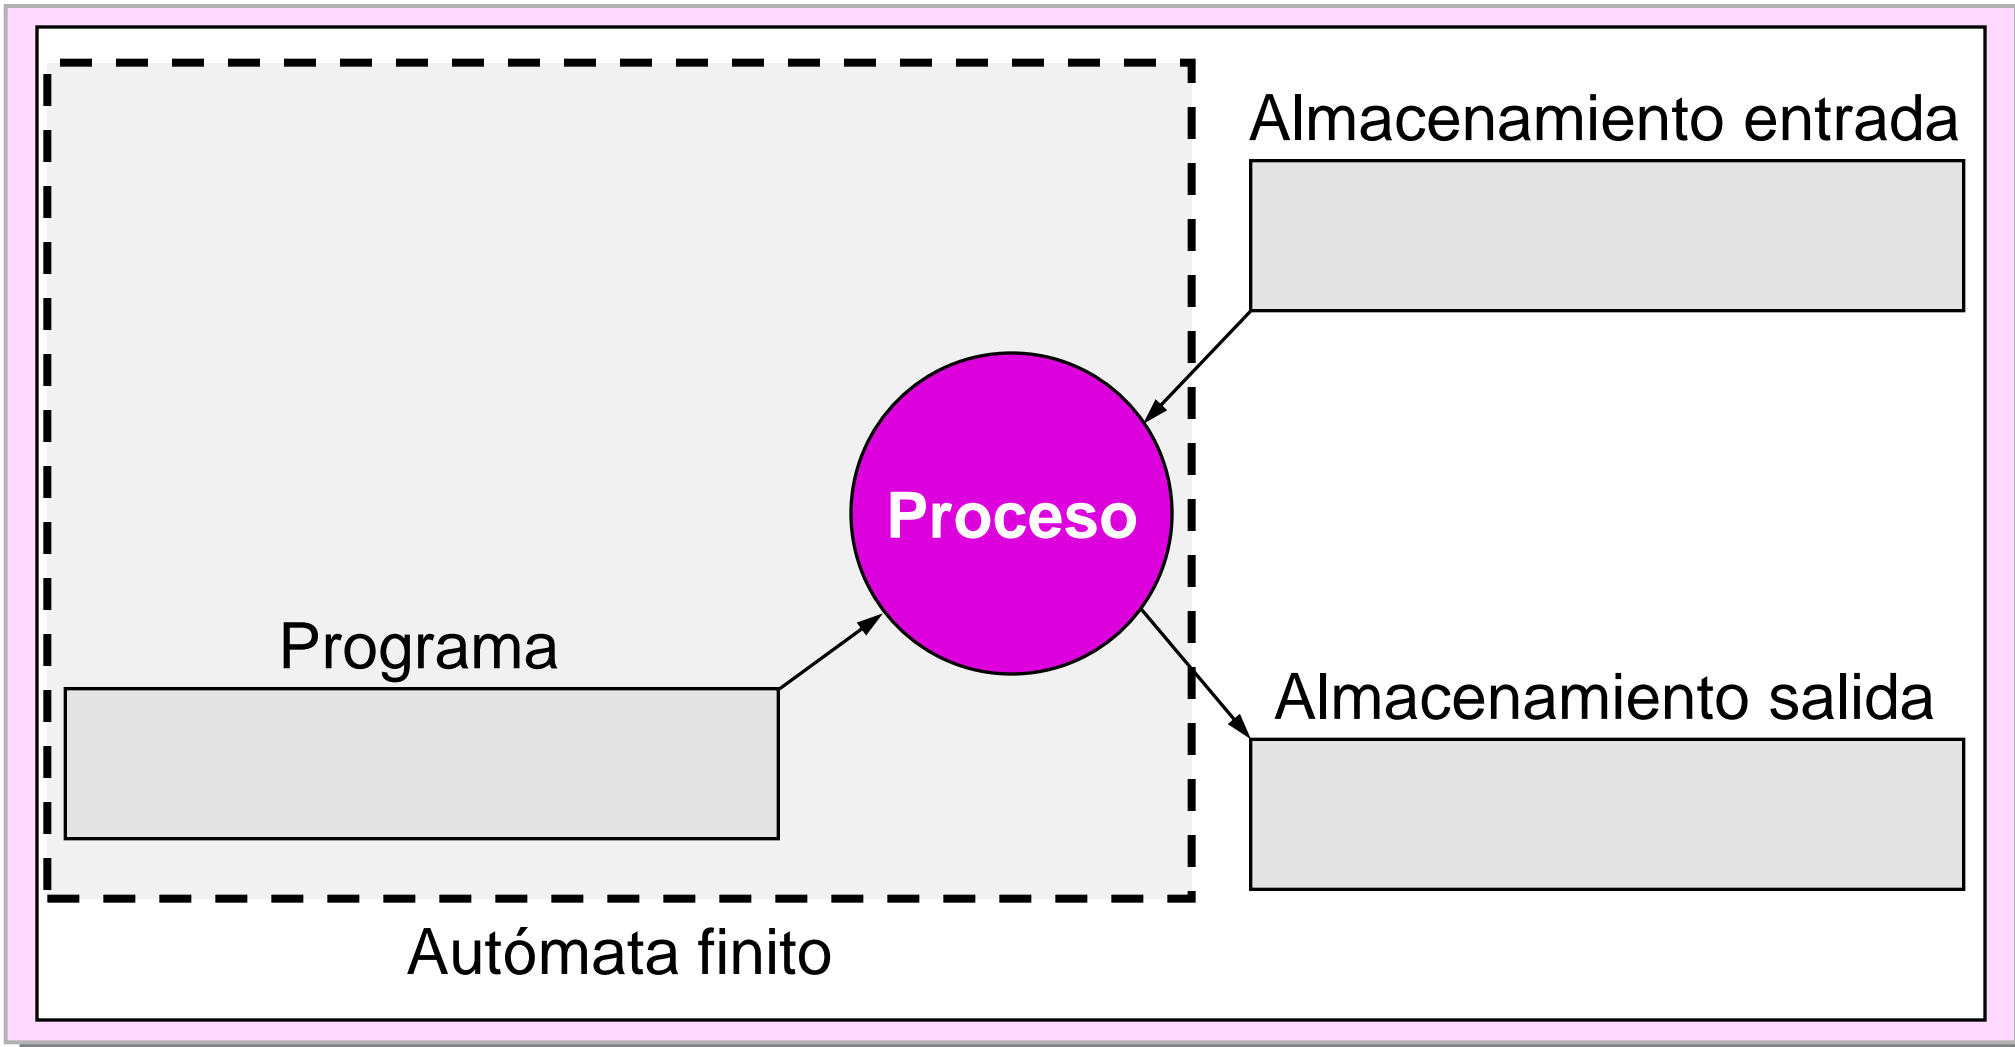 Almacenamiento entrada
Proceso
Programa
Almacenamiento salida
Autómata finito